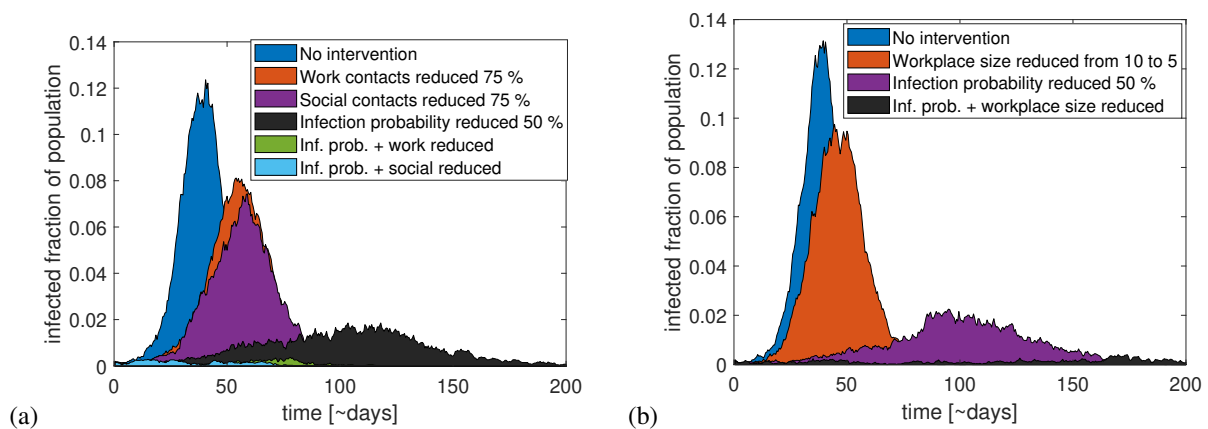 0.14
0.12
0.1
0.08
0.06
0.04
0.02
0
infected fraction of population
No intervention
Work contacts reduced 75 %
Social contacts reduced 75 %
Infection probability reduced 50 %
Inf. prob. + work reduced
Inf. prob. + social reduced
0 50 100 150 200
time [~days]
(a)
0.14
0.12
0.1
0.08
0.06
0.04
0.02
0
infected fraction of population
No intervention
Workplace size reduced from 10 to 5
Infection probability reduced 50 %
Inf. prob. + workplace size reduced
0 50 100 150 200
time [~days]
(b)